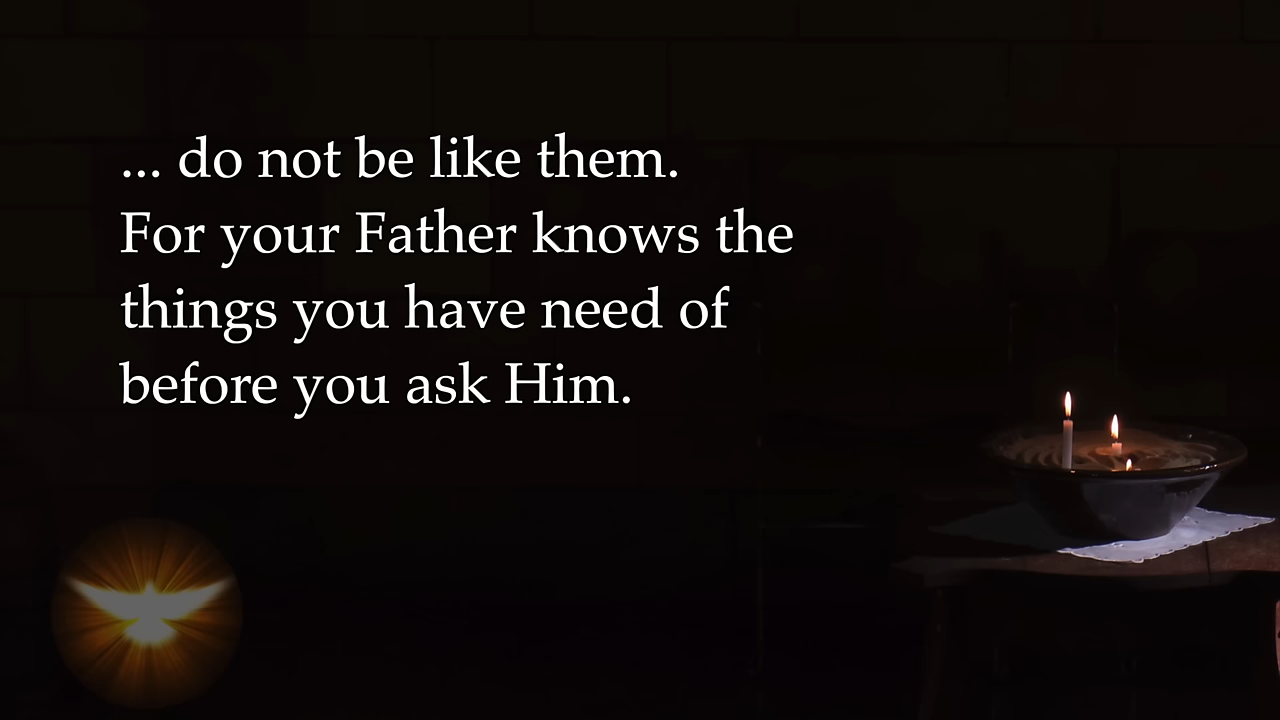 ... do not be like them.
For your Father knows the
things you have need of
before you ask Him.